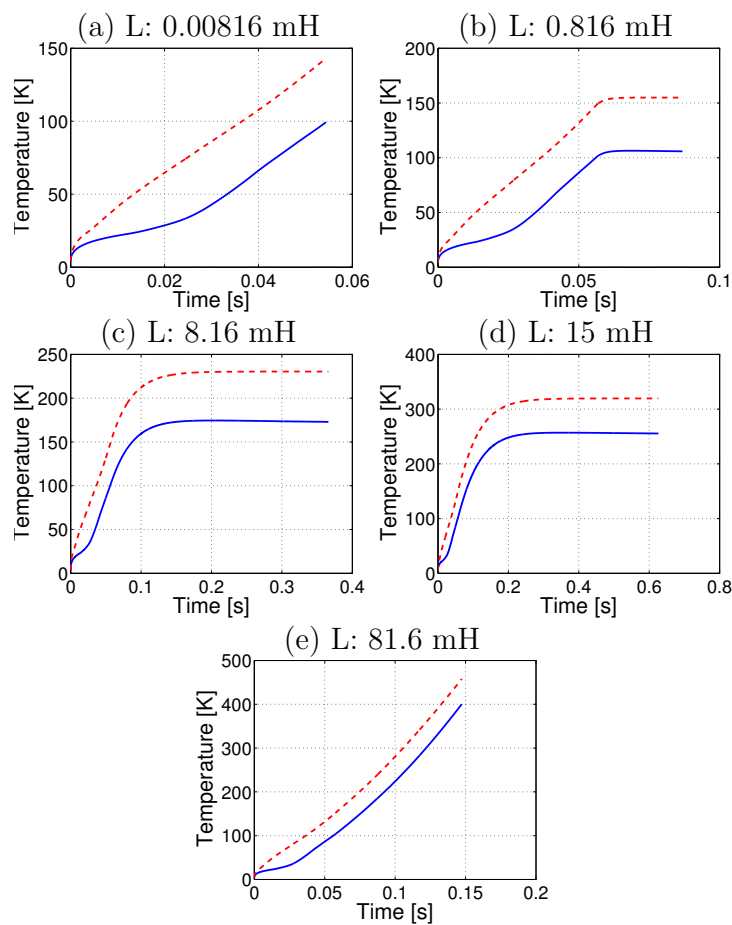 (a) L: 0.00816 mH
Temperature [K]
150
100
50
0
0 0.02 0.04 0.06
Time [s]
(b) L: 0.816 mH
Temperature [K]
200
150
100
50
0
0 0.05 0.1
Time [s]
(c) L: 8.16 mH
Temperature [K]
250
200
150
100
50
0
0 0.1 0.2 0.3 0.4
Time [s]
(d) L: 15 mH
Temperature [K]
400
300
200
100
0
0 0.2 0.4 0.6 0.8
Time [s]
(e) L: 81.6 mH
Temperature [K]
500
400
300
200
100
0
0 0.05 0.1 0.15 0.2
Time [s]